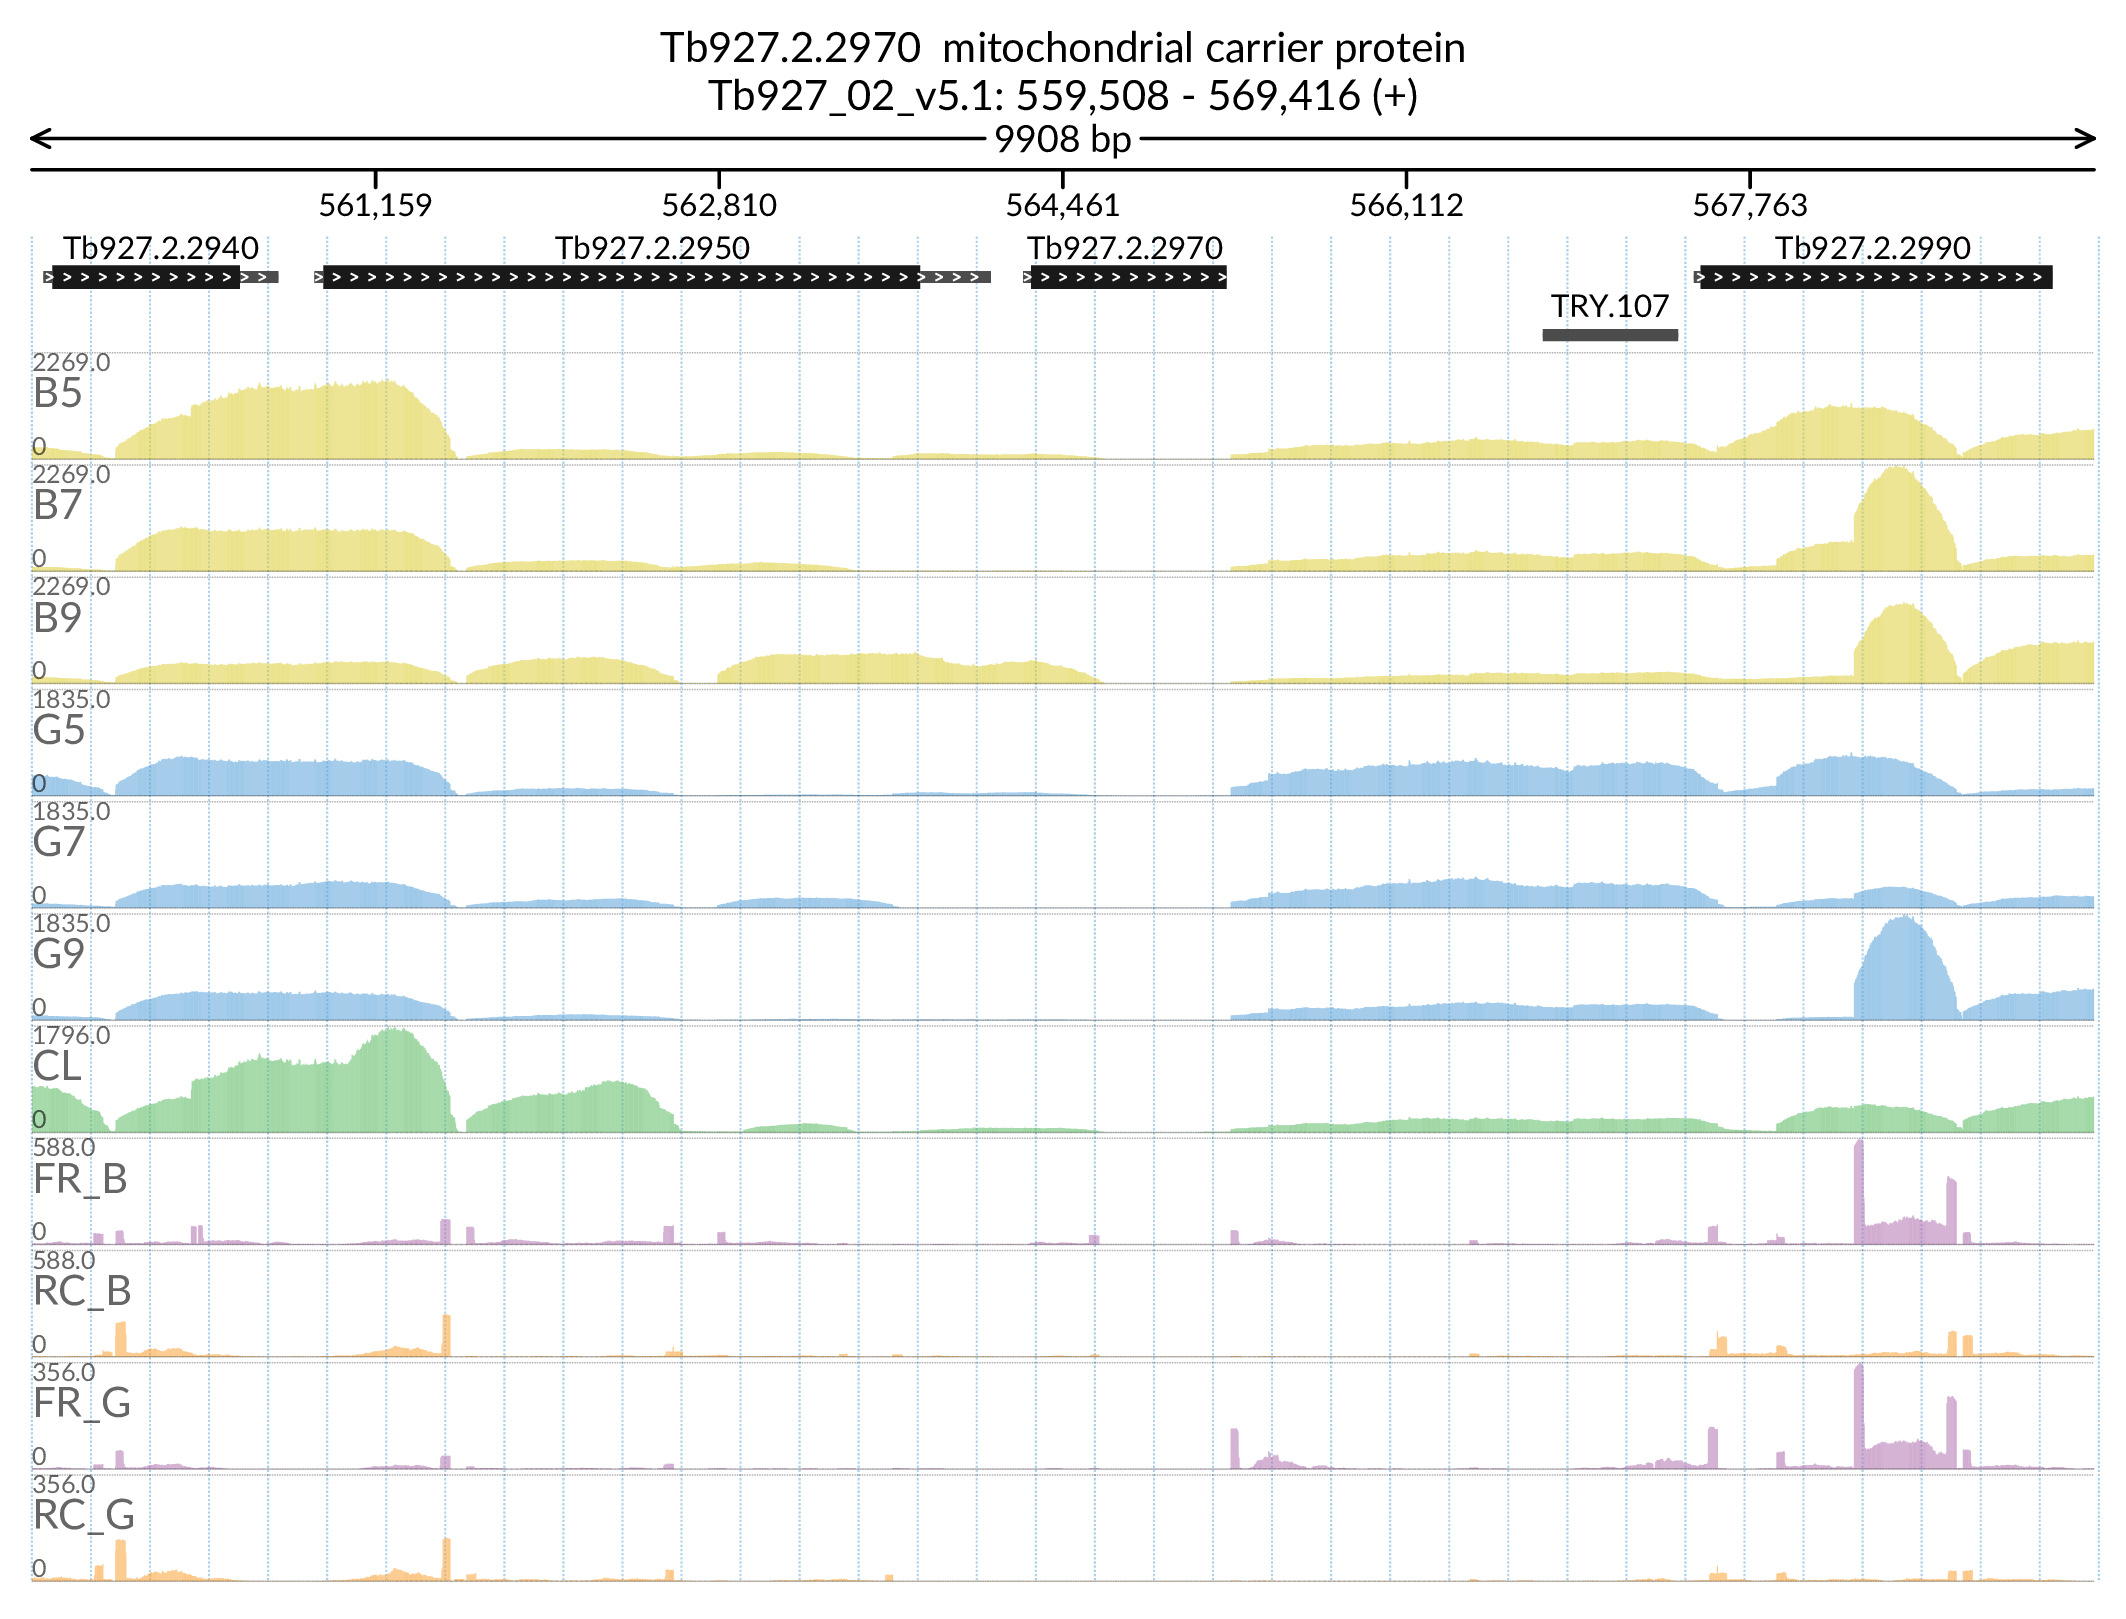 Tb927.2.2970 mitochondrial carrier protein
Tb927_02_v5.1: 559,508 - 569,416 (+)
9908 bp
561,159 562,810 564,461 566,112 567,763
Tb927.2.2940 Tb927.2.2950 Tb927.2.2970 Tb927.2.2990
TRY.107
2269.0
B5
0
2269.0
B7
0
2269.0
B9
0
1835.0
G5
0
1835.0
G7
0
1835.0
G9
0
1796.0
CL
0
588.0
FR_B
0
588.0
RC_B
0
356.0
FR_G
0
356.0
RC_G
0